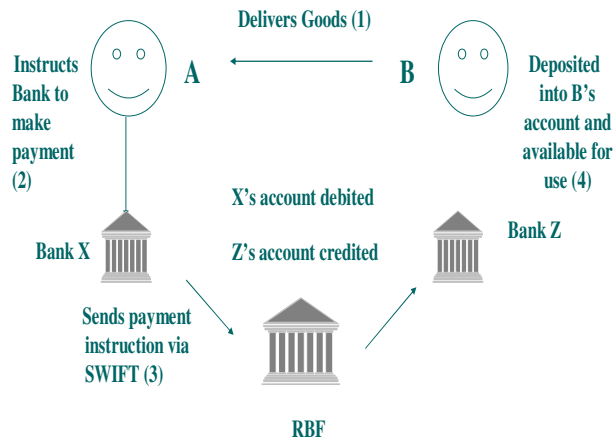 Delivers Goods (1)
Instructs
Bank to
make
payment
(2)
A
B
Deposited
into B's
account and
available for
use (4)
X's account debited
Bank X
Z's account credited
Bank Z
Sends payment
instruction via
SWIFT (3)
RBF